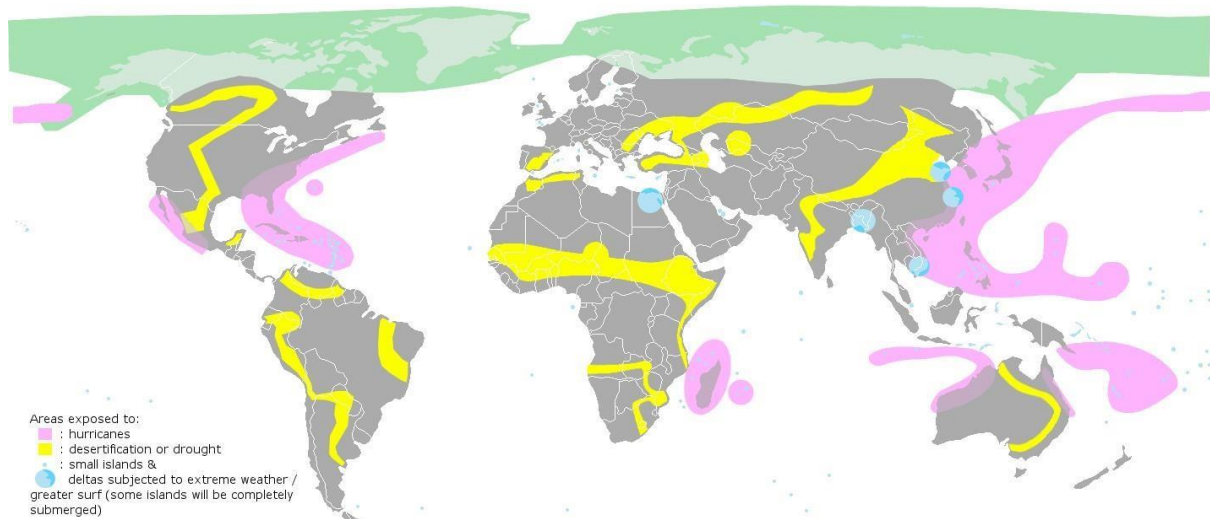 Areas exposed to:
: hurricanes
: desertification or drought
: small islands &
deltas subjected to extreme weather /
greater surf (some islands will be completely
submerged)